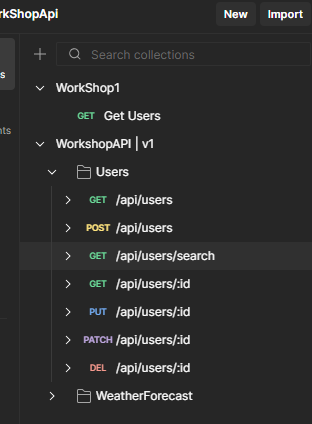 rkShopApi
New
Import
Search collections
s
WorkShop1
GET Get Users
nts
WorkshopAPI | v1
Users
GET /api/users
POST /api/users
GET /api/users/search
GET /api/users/:id
PUT /api/users/:id
PATCH /api/users/:id
DEL /api/users/:id
WeatherForecast